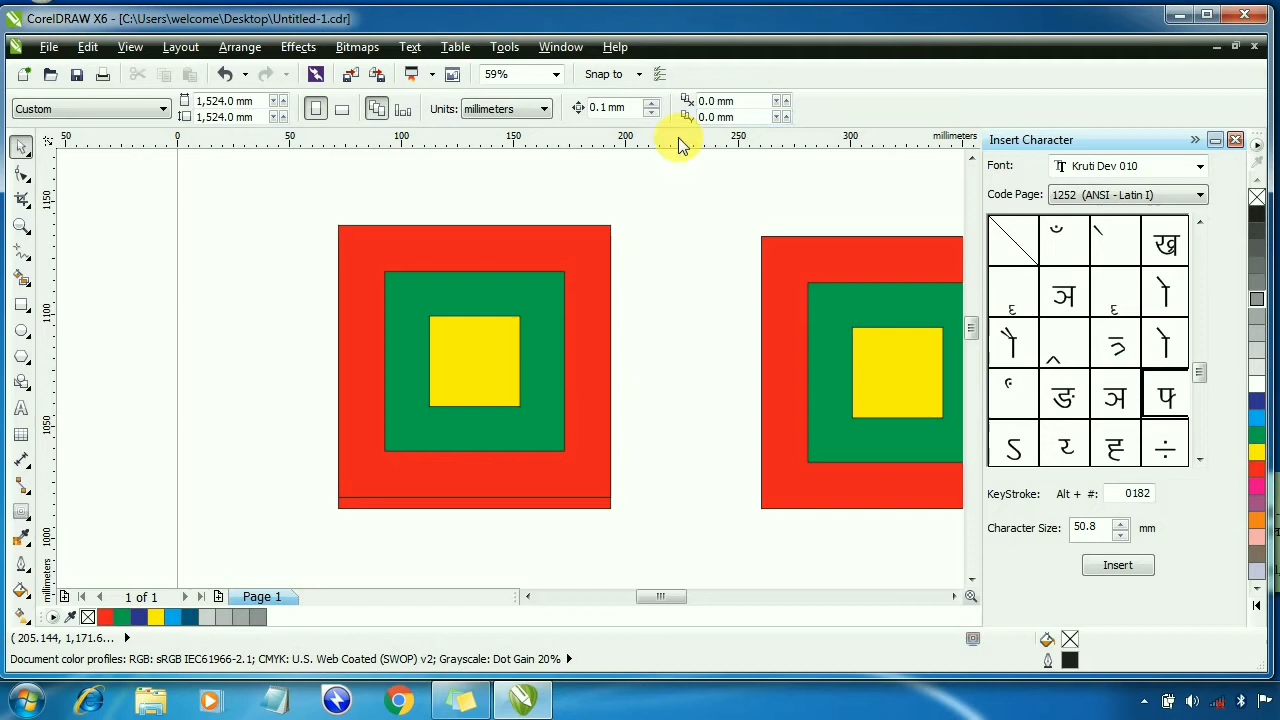 CorelDRAW X6 - [C:\Users\welcome\Desktop\Untitled-1.cdr]
File Edit View Layout Arrange Effects Bitmaps Text Table Tools Window Help
59% Snap to
Custom 1,524.0 mm 1,524.0 mm Units: millimeters 0.1 mm 0.0 mm 0.0 mm
50 0 50 100 150 200 250 300 millimeters
1150
1100
1050
1000
millimeters
Insert Character
Font: Kruti Dev 010
Code Page: 1252 (ANSI - Latin I)
ख्र
ञ
ङ ञ फ
ऽ ÷
KeyStroke: Alt + #: 0182
Character Size: 50.8 mm
Insert
1 of 1 Page 1
( 205.144, 1,171.6...
Document color profiles: RGB: sRGB IEC61966-2.1; CMYK: U.S. Web Coated (SWOP) v2; Grayscale: Dot Gain 20%